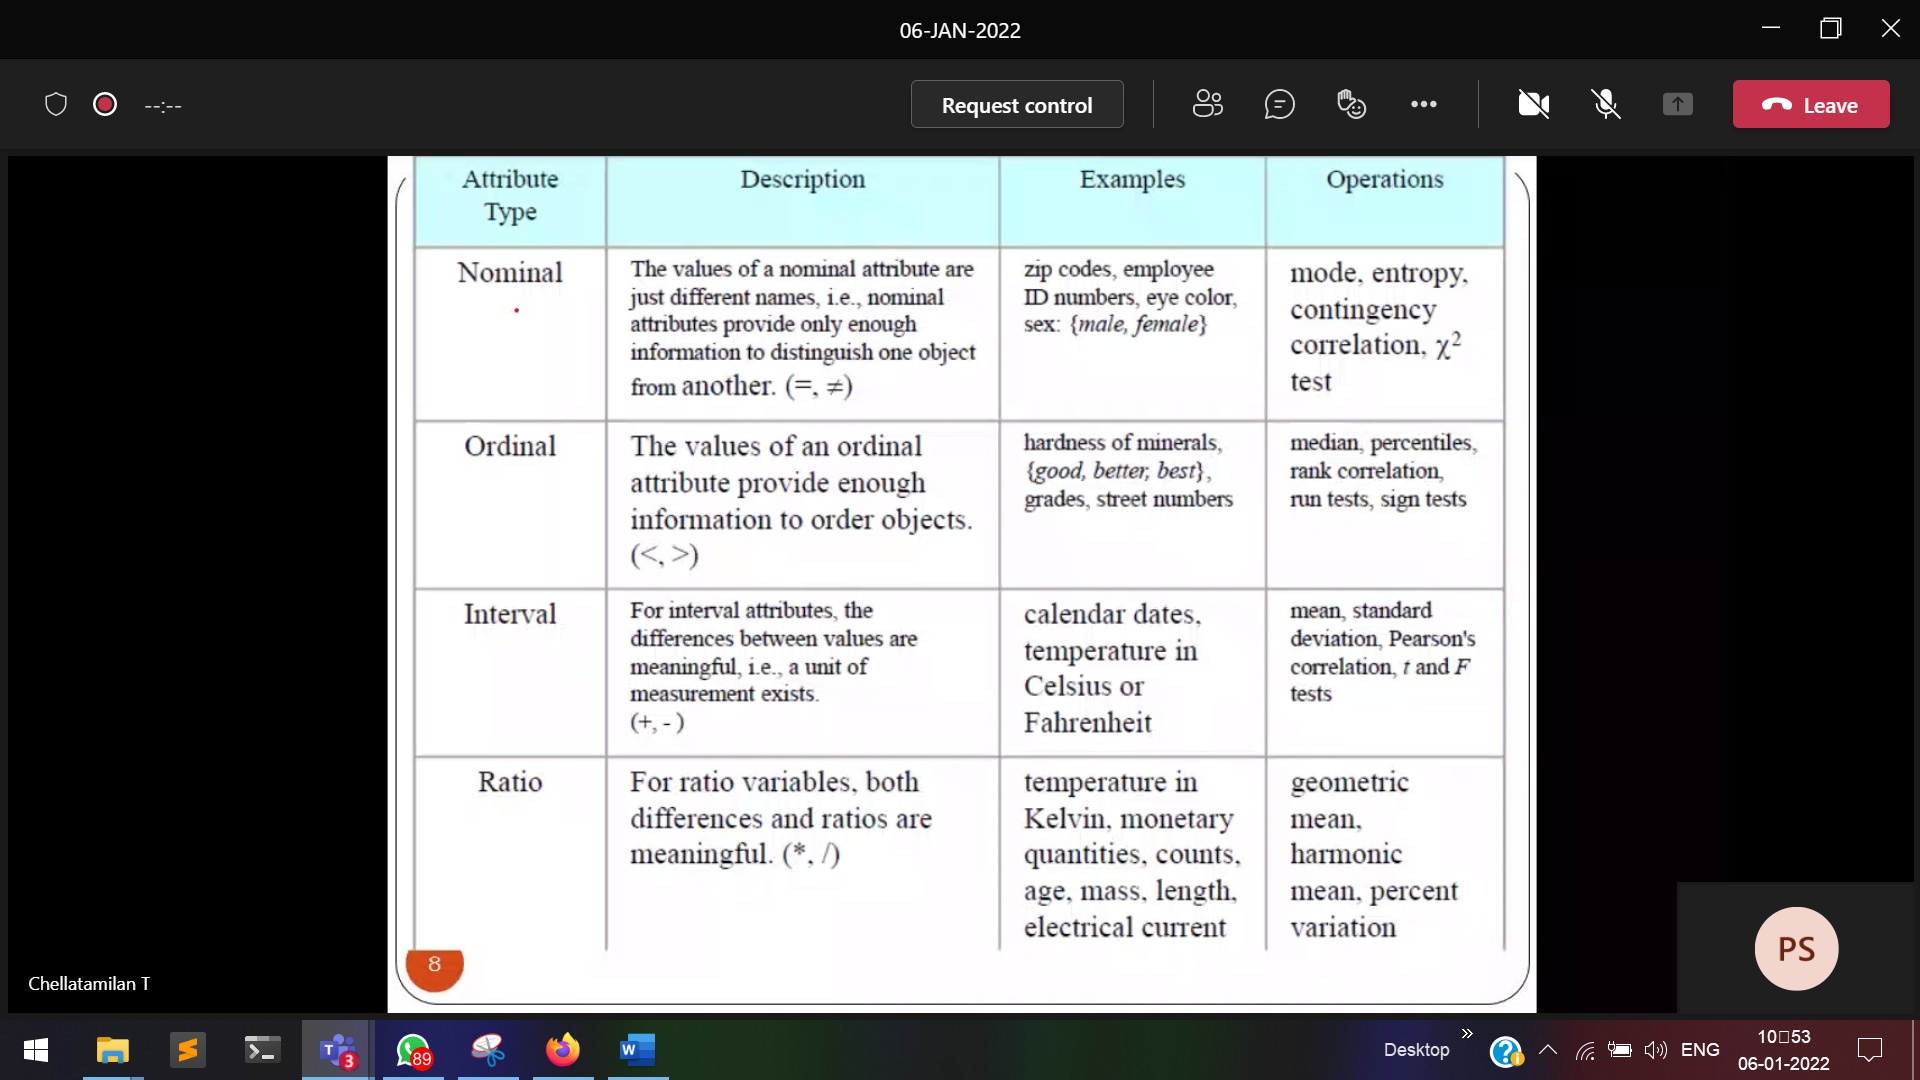 06-JAN-2022
--:--
Request control
Leave
Attribute
Type
Description
Examples
Operations
Nominal
The values of a nominal attribute are
just different names, i.e., nominal
attributes provide only enough
information to distinguish one object
from another. (=, ≠)
zip codes, employee
ID numbers, eye color,
sex: {male, female}
mode, entropy,
contingency
correlation, χ² 
test
Ordinal
The values of an ordinal
attribute provide enough
information to order objects.
(<, >)
hardness of minerals,
{good, better, best},
grades, street numbers
median, percentiles,
rank correlation,
run tests, sign tests
Interval
For interval attributes, the
differences between values are
meaningful, i.e., a unit of
measurement exists.
(+, - )
calendar dates,
temperature in
Celsius or
Fahrenheit
mean, standard
deviation, Pearson's
correlation, t and F
tests
Ratio
For ratio variables, both
differences and ratios are
meaningful. (*, /)
temperature in
Kelvin, monetary
quantities, counts,
age, mass, length,
electrical current
geometric
mean,
harmonic
mean, percent
variation
8
Chellatamilan T
PS
T
3
89
W
Desktop
ENG
10▯53
06-01-2022